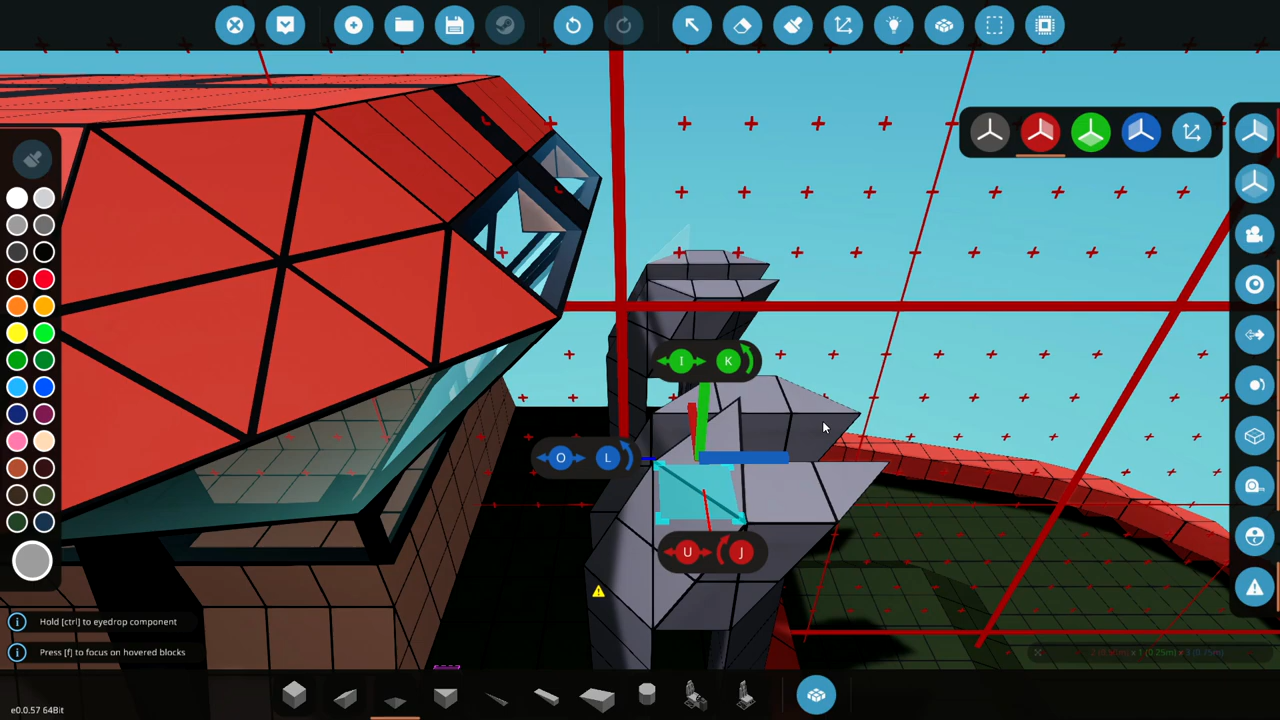 I K
O L
U J
Hold [ctrl] to eyedrop component
Press [f] to focus on hovered blocks
e0.0.57 64Bit